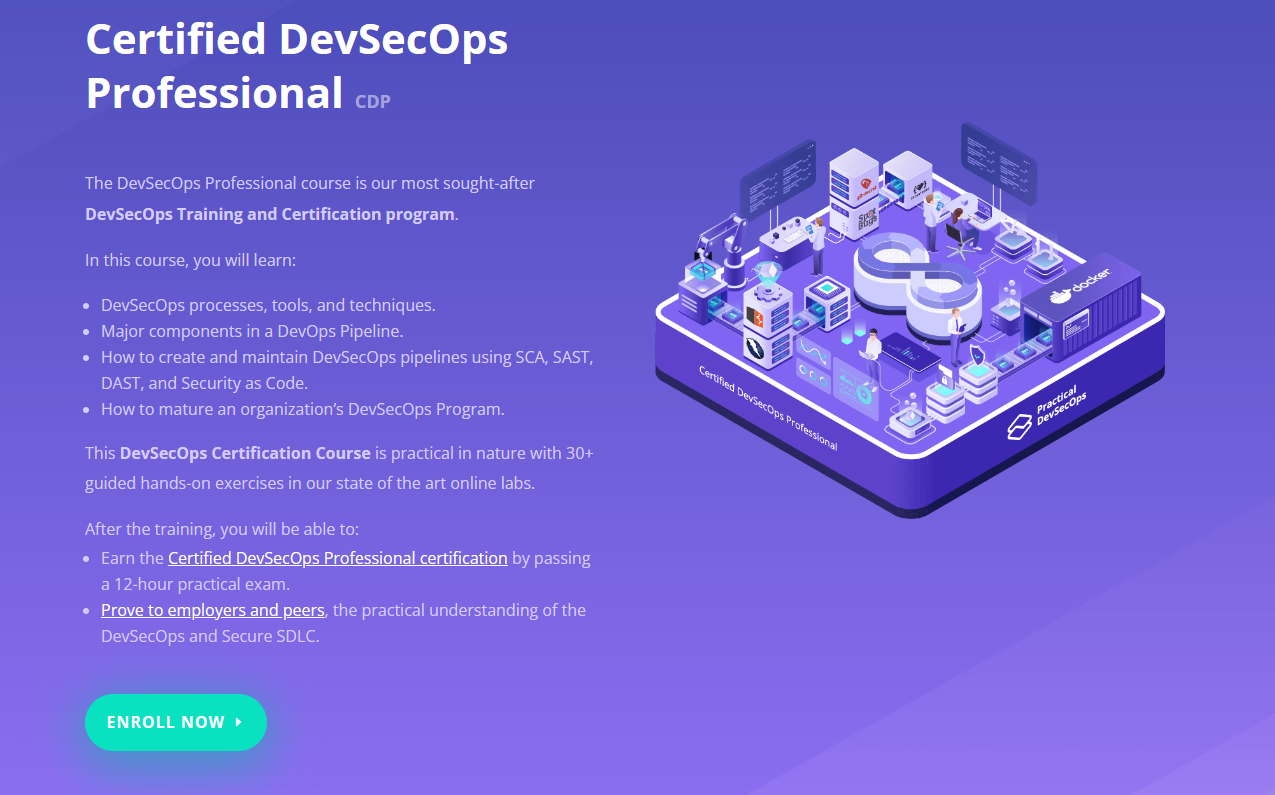 Certified DevSecOps
Professional CDP
The DevSecOps Professional course is our most sought-after
DevSecOps Training and Certification program.
In this course, you will learn:
DevSecOps processes, tools, and techniques.
Major components in a DevOps Pipeline.
How to create and maintain DevSecOps pipelines using SCA, SAST,
DAST, and Security as Code.
How to mature an organization’s DevSecOps Program.
This DevSecOps Certification Course is practical in nature with 30+
guided hands-on exercises in our state of the art online labs.
After the training, you will be able to:
Earn the Certified DevSecOps Professional certification by passing
a 12-hour practical exam.
Prove to employers and peers, the practical understanding of the
DevSecOps and Secure SDLC.
ENROLL NOW
Spot
Bugs
docker
Certified DevSecOps Professional
Practical
DevSecOps